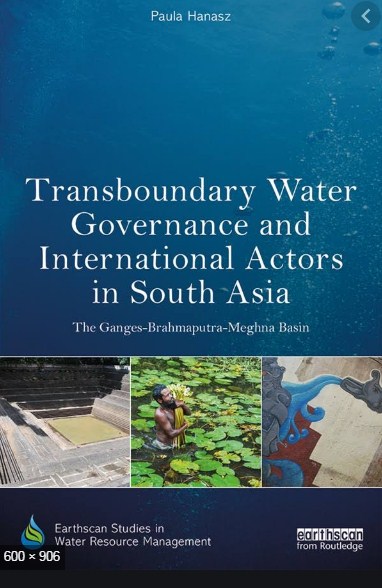 Paula Hanasz
Transboundary Water
Governance and
International Actors
in South Asia
The Ganges-Brahmaputra-Meghna Basin
Earthscan Studies in
Water Resource Management
earthscan
from Routledge
600 × 906